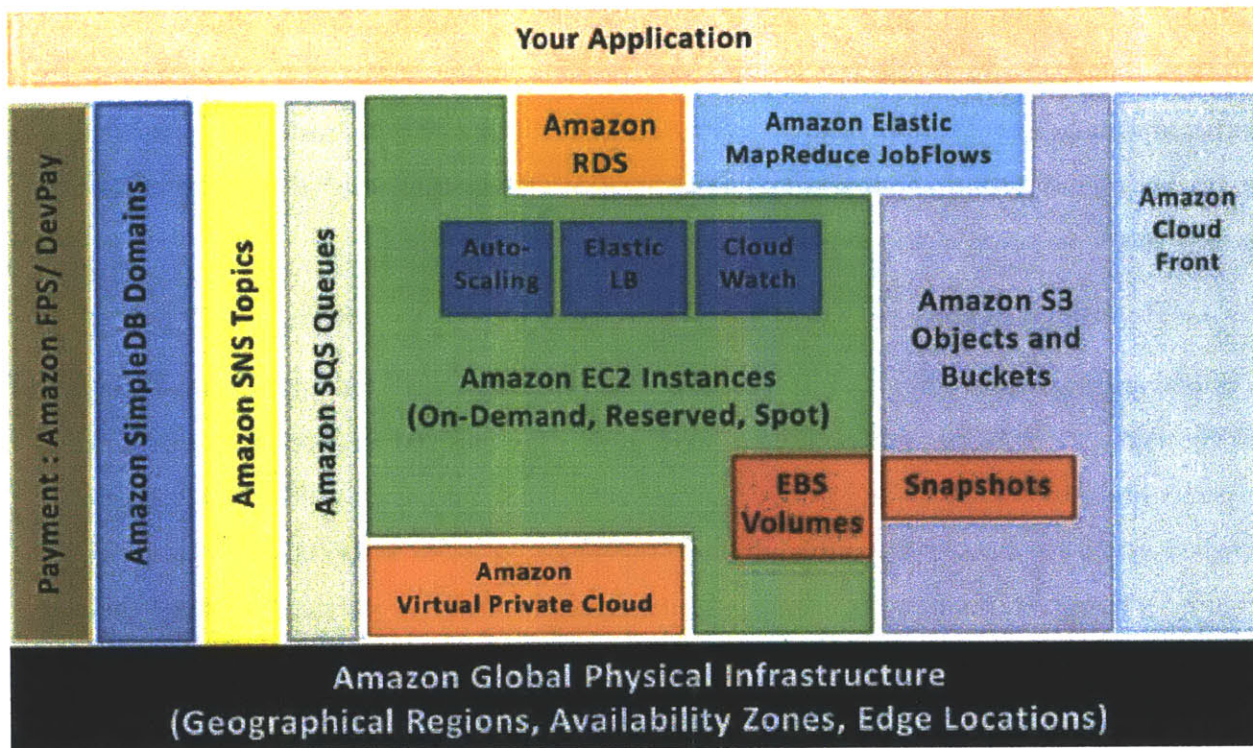 Your Application
Payment : Amazon FPS/ DevPay
Amazon SimpleDB Domains
Amazon SNS Topics
Amazon SQS Queues
Amazon
RDS
Amazon Elastic
MapReduce JobFlows
Amazon
Cloud
Front
Auto-
Scaling
Elastic
LB
Cloud
Watch
Amazon S3
Objects and
Buckets
Amazon EC2 Instances
(On-Demand, Reserved, Spot)
EBS
Volumes
Snapshots
Amazon
Virtual Private Cloud
Amazon Global Physical Infrastructure
(Geographical Regions, Availability Zones, Edge Locations)